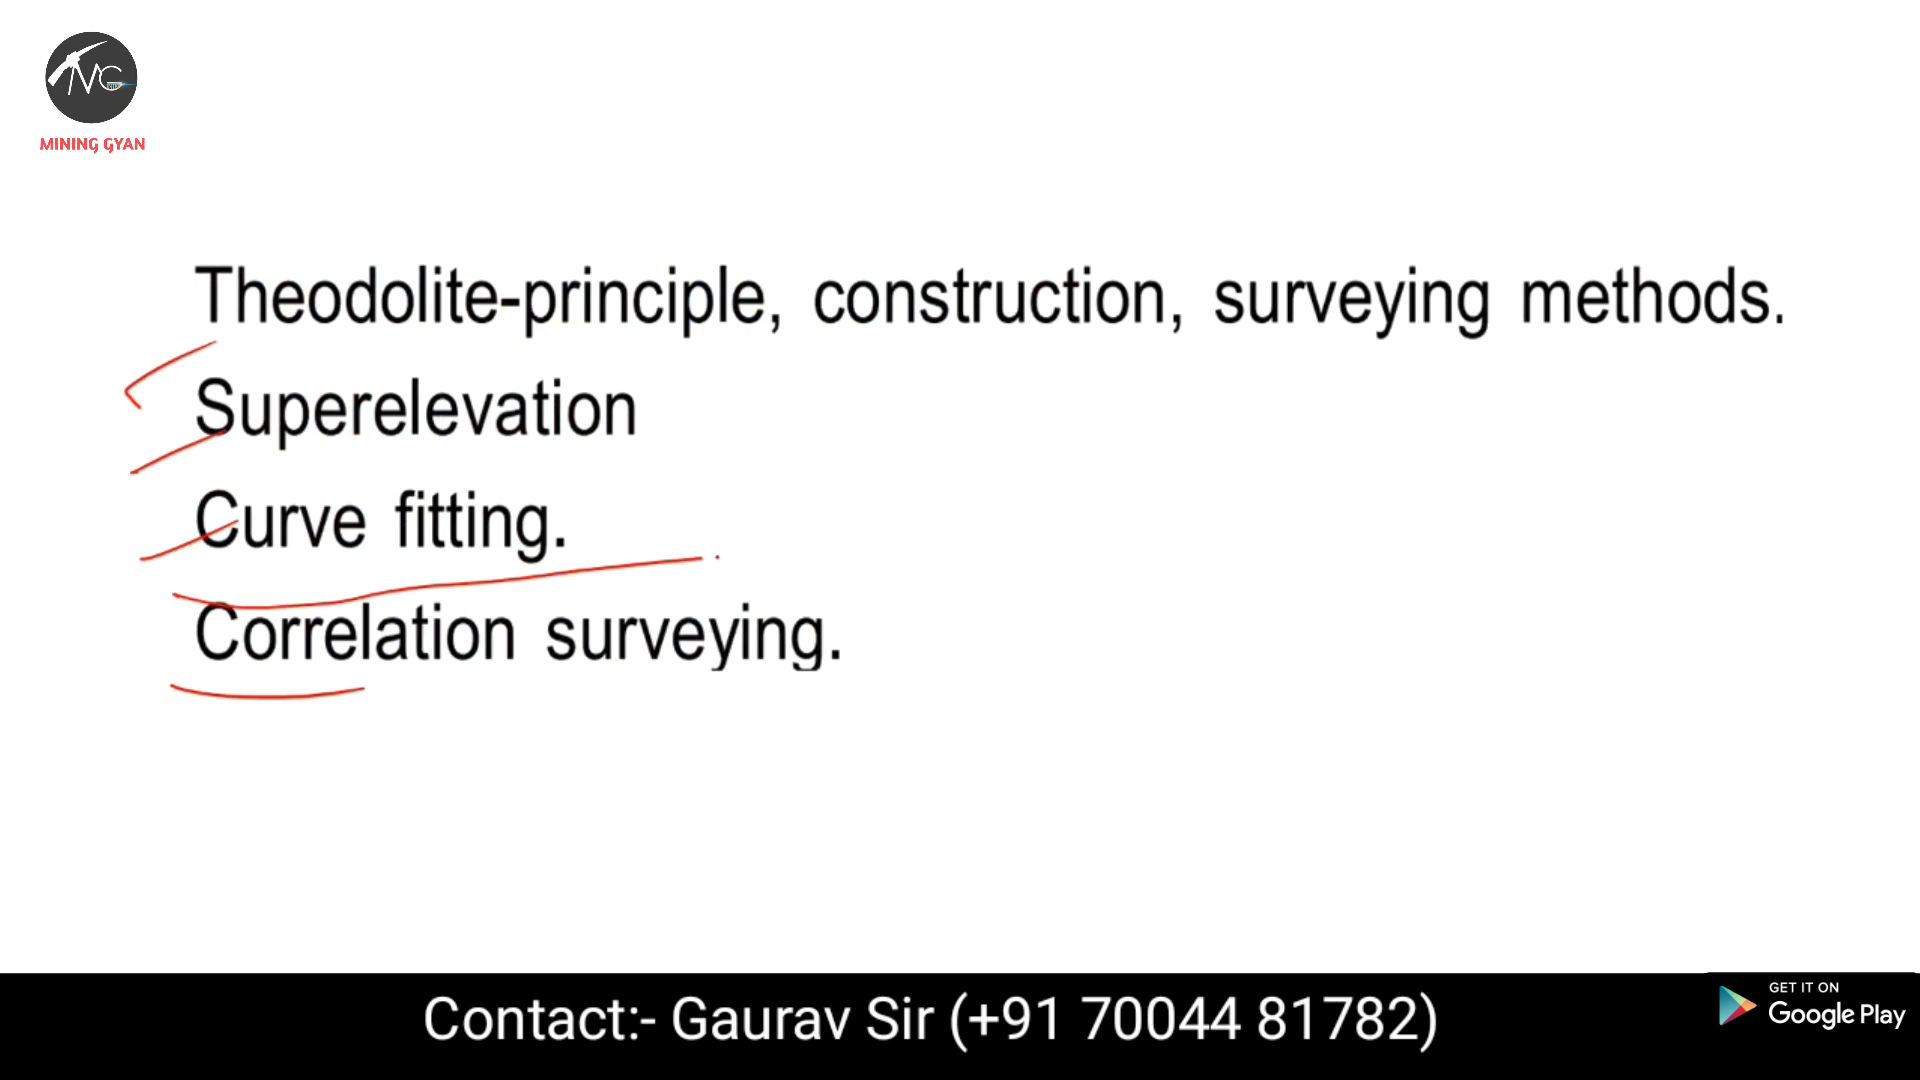 MG
MINING GYAN
Theodolite-principle, construction, surveying methods.
Superelevation
Curve fitting.
Correlation surveying.
Contact:- Gaurav Sir (+91 70044 81782)
GET IT ON
Google Play